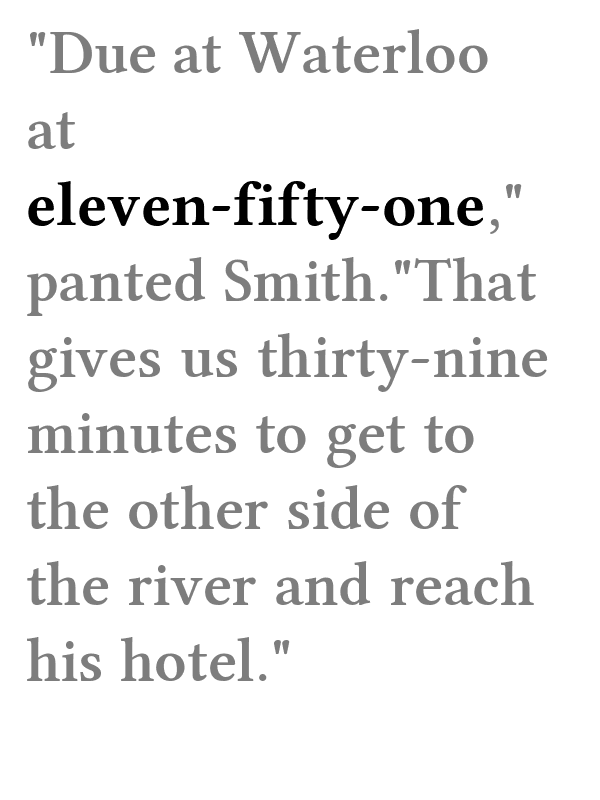 "Due at Waterloo
at
eleven-fifty-one,"
panted Smith."That
gives us thirty-nine
minutes to get to
the other side of
the river and reach
his hotel."